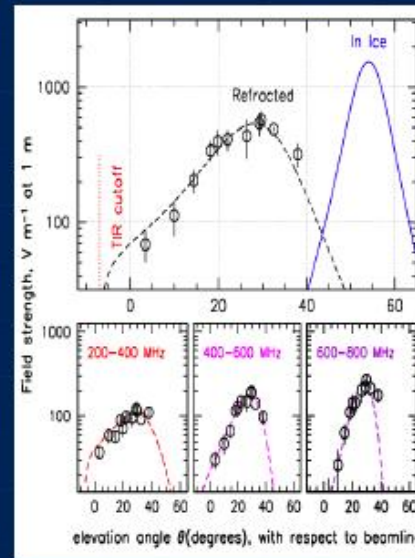 In Ice
Refracted
TIR cutoff
1000
100
0 20 40 60
Field strength, V m⁻¹ at 1 m
200-400 MHz 400-600 MHz 600-800 MHz
1000
100
0 20 40 60 0 20 40 60 0 20 40 60
elevation angle θ(degrees), with respect to beamlin